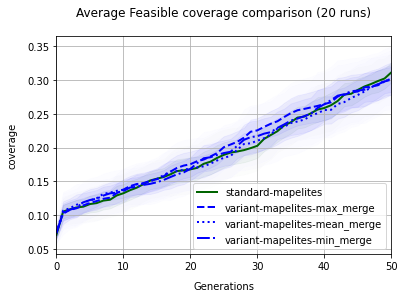 Average Feasible coverage comparison (20 runs)
0.35
0.30
0.25
0.20
0.15
0.10
0.05
coverage
standard-mapelites
variant-mapelites-max_merge
variant-mapelites-mean_merge
variant-mapelites-min_merge
0 10 20 30 40 50
Generations